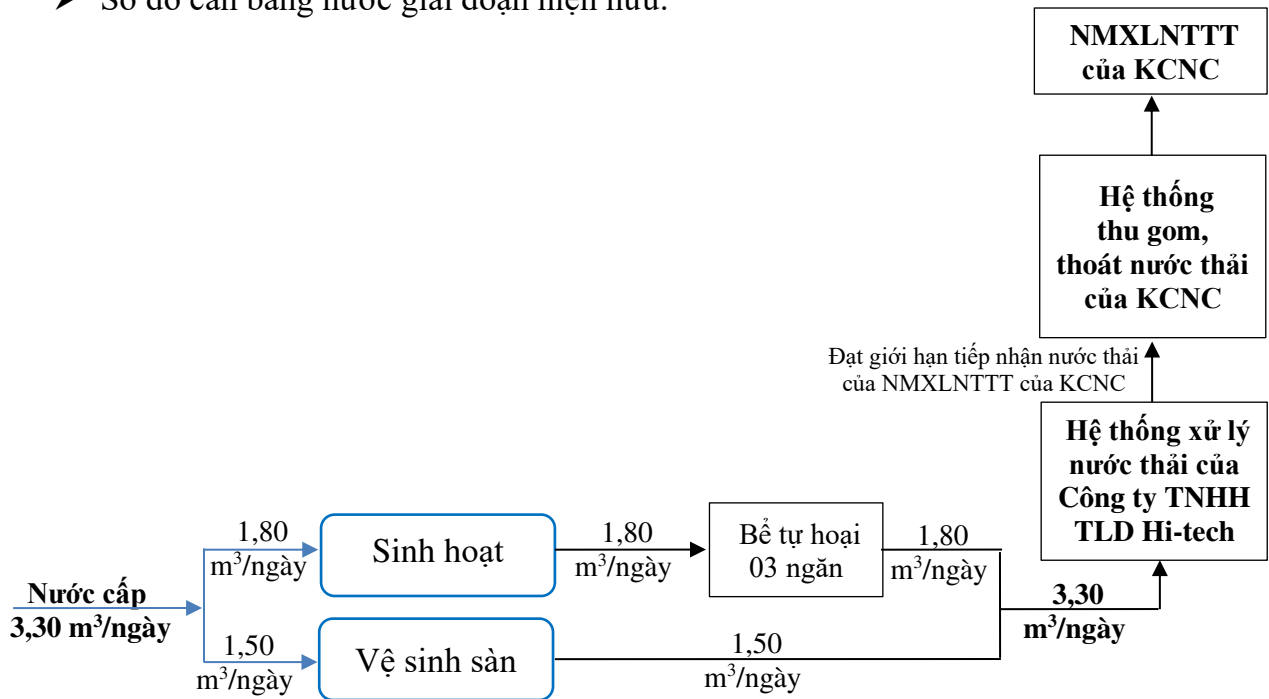 ➤ Sơ đồ cân bằng nước giai đoạn hiện hữu:
NMXLNTTT
của KCNC
Hệ thống
thu gom,
thoát nước thải
của KCNC
Đạt giới hạn tiếp nhận nước thải
của NMXLNTTT của KCNC
Hệ thống xử lý
nước thải của
Công ty TNHH
TLD Hi-tech
Nước cấp
3,30 m³/ngày
1,80
m³/ngày
Sinh hoạt
1,80
m³/ngày
Bể tự hoại
03 ngăn
1,80
m³/ngày
1,50
m³/ngày
Vệ sinh sàn
1,50
m³/ngày
3,30
m³/ngày